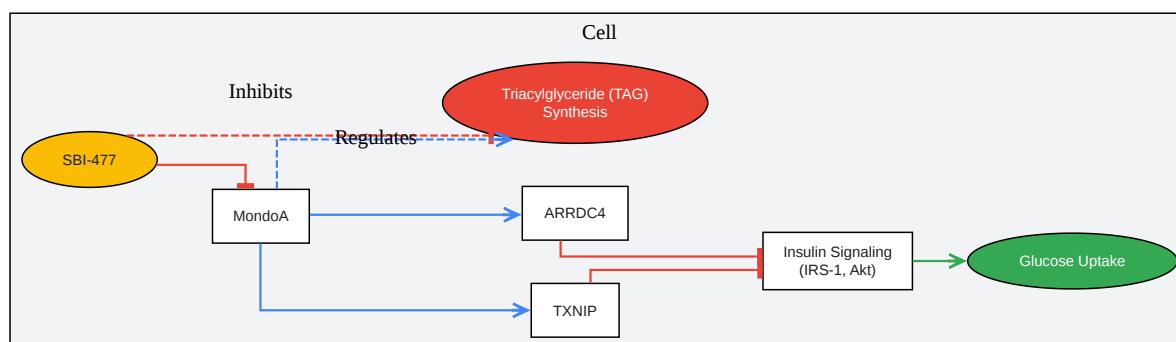 Cell
Inhibits
Triacylglyceride (TAG)
Synthesis
Regulates
SBI-477
MondoA
ARRDC4
Insulin Signaling
(IRS-1, Akt)
Glucose Uptake
TXNIP